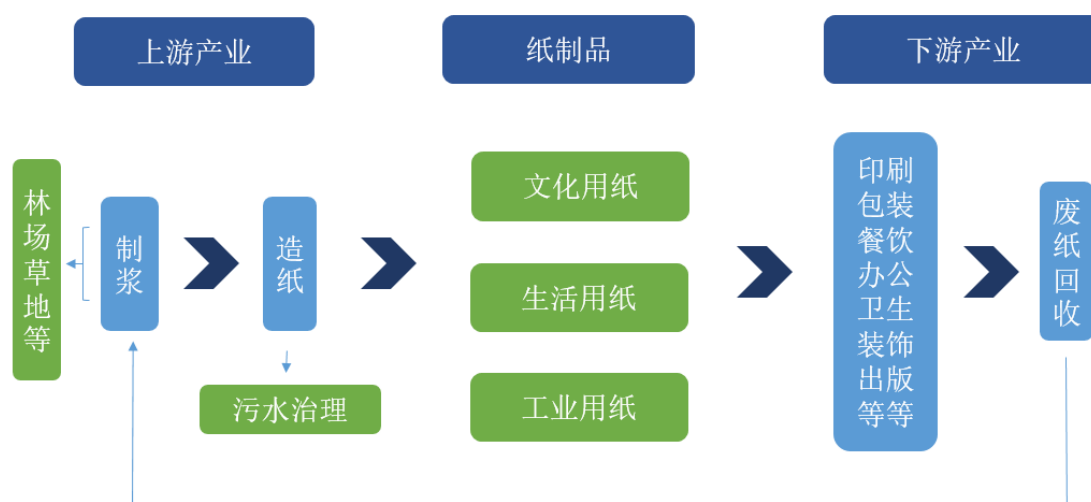 上游产业
纸制品
下游产业
林场草地等
制浆
造纸
污水治理
文化用纸
生活用纸
工业用纸
印刷
包装
餐饮
办公
卫生
装饰
出版
等等
废纸回收